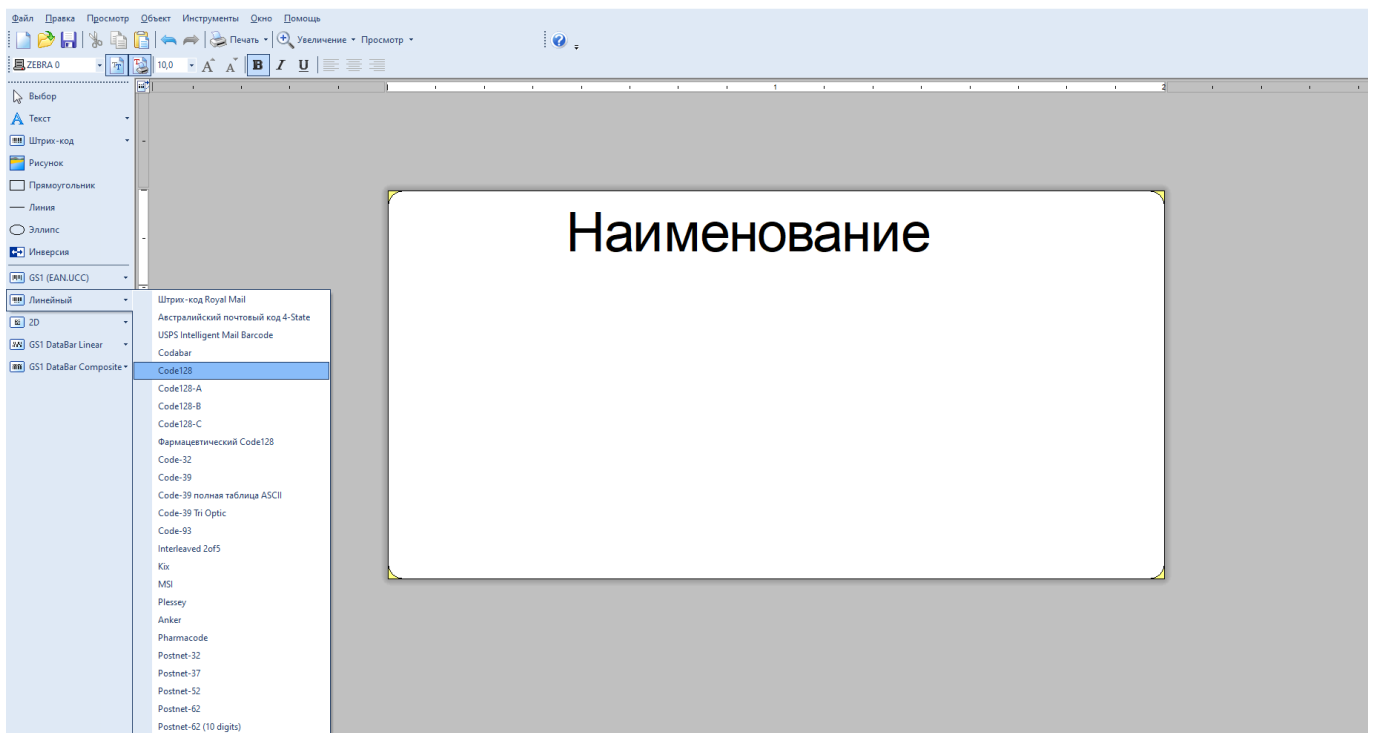 Файл Правка Просмотр Объект Инструменты Окно Помощь
Печать Увеличение Просмотр
ZEBRA 0 10,0 A A B I U
Выбор
Текст
Штрих-код
Рисунок
Прямоугольник
Линия
Эллипс
Инверсия
GS1 (EAN.UCC)
Линейный
2D
GS1 DataBar Linear
GS1 DataBar Composite
Штрих-код Royal Mail
Австралийский почтовый код 4-State
USPS Intelligent Mail Barcode
Codabar
Code128
Code128-A
Code128-B
Code128-C
Фармацевтический Code128
Code-32
Code-39
Code-39 полная таблица ASCII
Code-39 Tri Optic
Code-93
Interleaved 2of5
Kix
MSI
Plessey
Anker
Pharmacode
Postnet-32
Postnet-37
Postnet-52
Postnet-62
Postnet-62 (10 digits)
1 2
Наименование